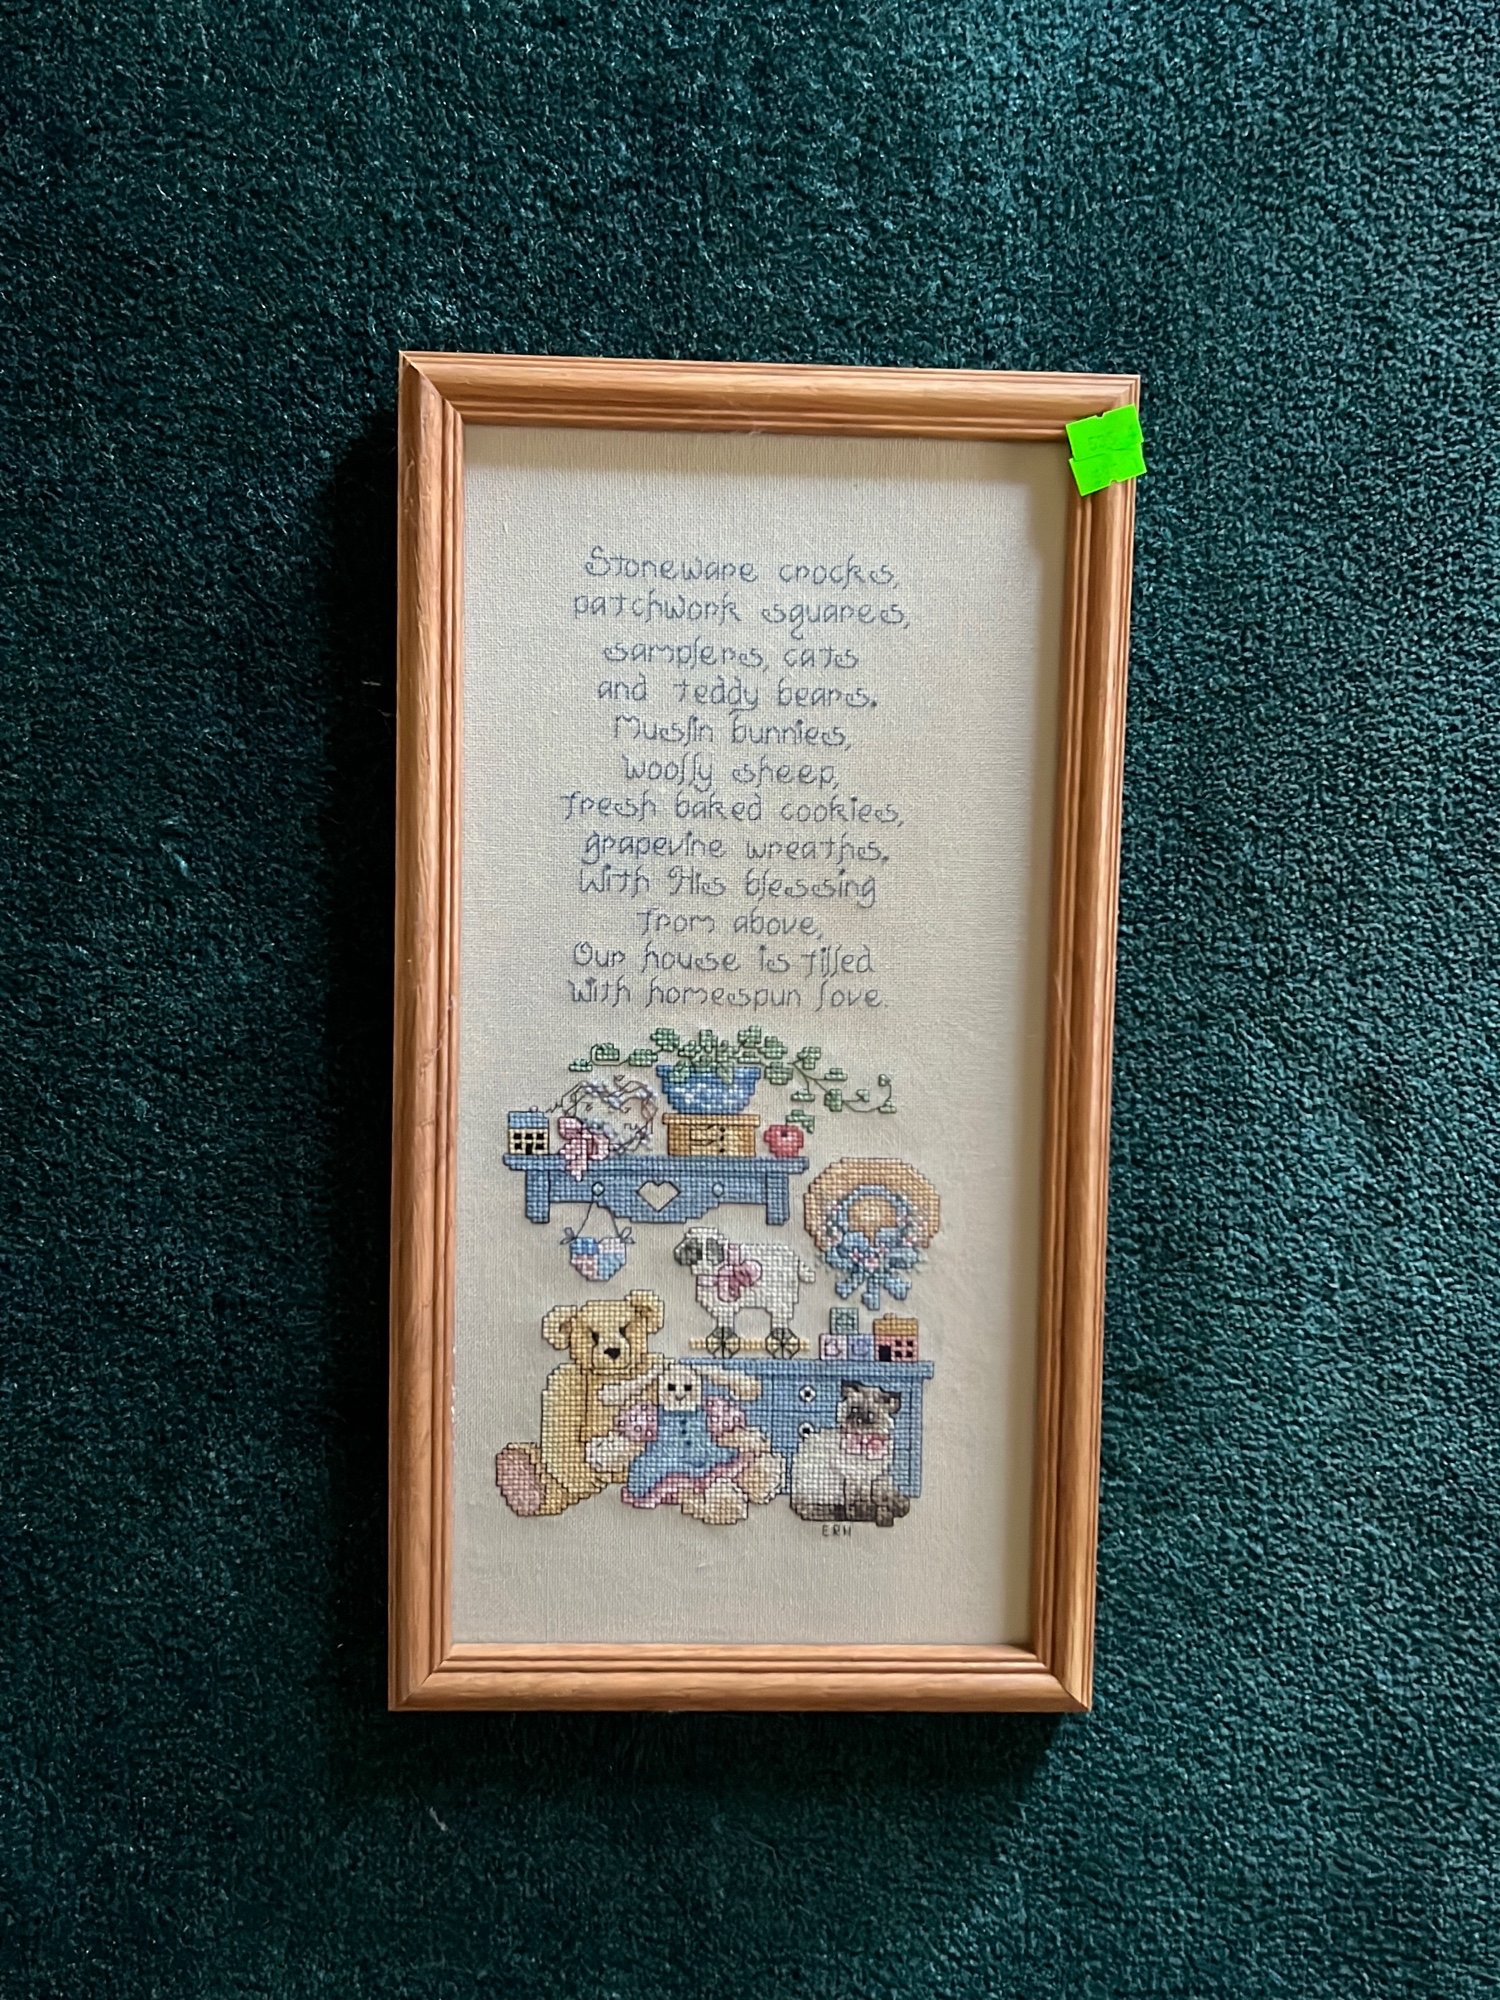 Stoneware crocks,
patchwork squares,
samplers, cats
and teddy bears.
Muslin bunnies,
woolly sheep,
fresh baked cookies,
grapevine wreaths.
With His blessing
from above,
Our house is filled
with homespun love.
ERH